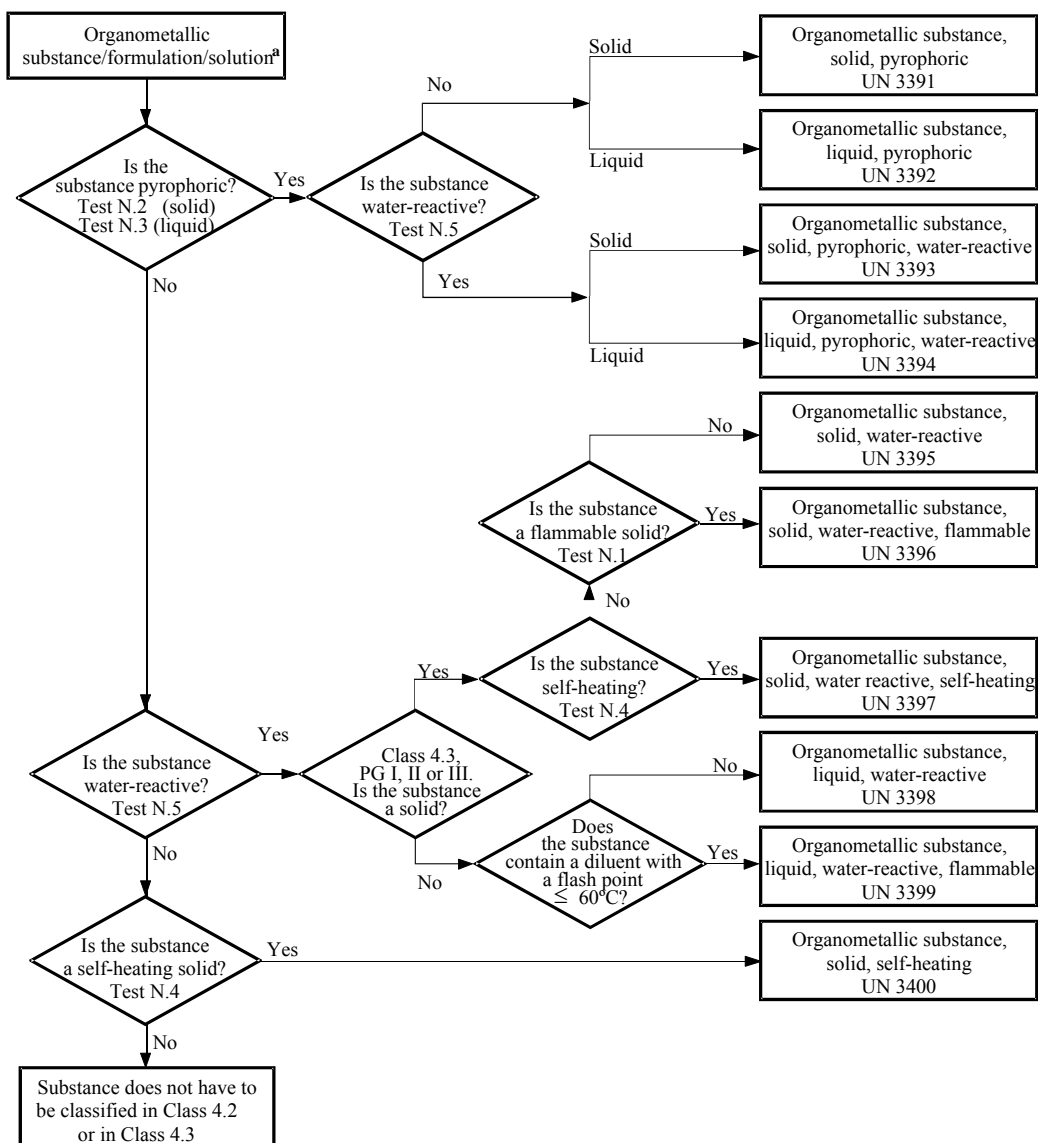 Organometallic
substance/formulation/solutionᵃ
Is the
substance pyrophoric?
Test N.2 (solid)
Test N.3 (liquid)
Yes
No
Is the substance
water-reactive?
Test N.5
No
Yes
Solid
Organometallic substance,
solid, pyrophoric
UN 3391
Liquid
Organometallic substance,
liquid, pyrophoric
UN 3392
Solid
Organometallic substance,
solid, pyrophoric, water-reactive
UN 3393
Liquid
Organometallic substance,
liquid, pyrophoric, water-reactive
UN 3394
No
Organometallic substance,
solid, water-reactive
UN 3395
Is the substance
a flammable solid?
Test N.1
Yes
Organometallic substance,
solid, water-reactive, flammable
UN 3396
No
Is the substance
self-heating?
Test N.4
Yes
Yes
Organometallic substance,
solid, water reactive, self-heating
UN 3397
Is the substance
water-reactive?
Test N.5
Yes
Class 4.3,
PG I, II or III.
Is the substance
a solid?
No
Organometallic substance,
liquid, water-reactive
UN 3398
No
No
Does
the substance
contain a diluent with
a flash point
≤ 60°C?
Yes
Organometallic substance,
liquid, water-reactive, flammable
UN 3399
Is the substance
a self-heating solid?
Test N.4
Yes
Organometallic substance,
solid, self-heating
UN 3400
No
Substance does not have to
be classified in Class 4.2
or in Class 4.3